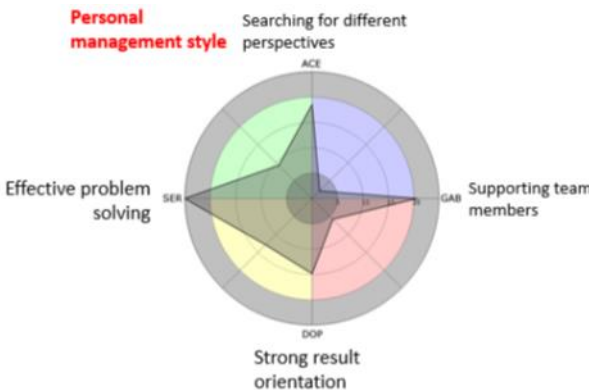 Personal
management style
Searching for different
perspectives
ACE
Effective problem
solving
SER
GAB
Supporting team
members
DOP
Strong result
orientation